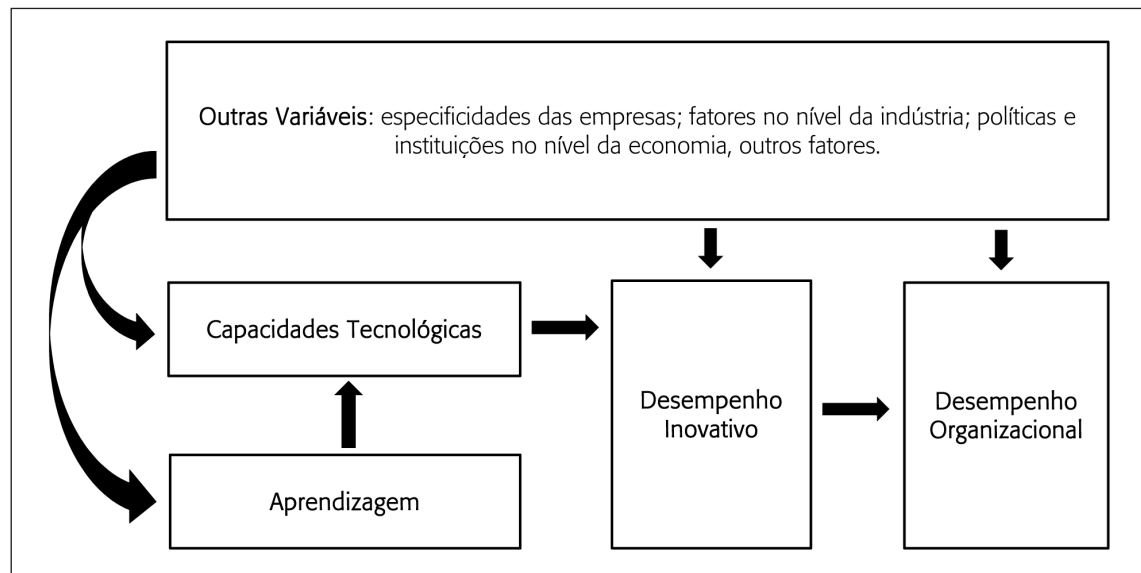 Outras Variáveis: especificidades das empresas; fatores no nível da indústria; políticas e
instituições no nível da economia, outros fatores.
Capacidades Tecnológicas
Aprendizagem
Desempenho
Inovativo
Desempenho
Organizacional